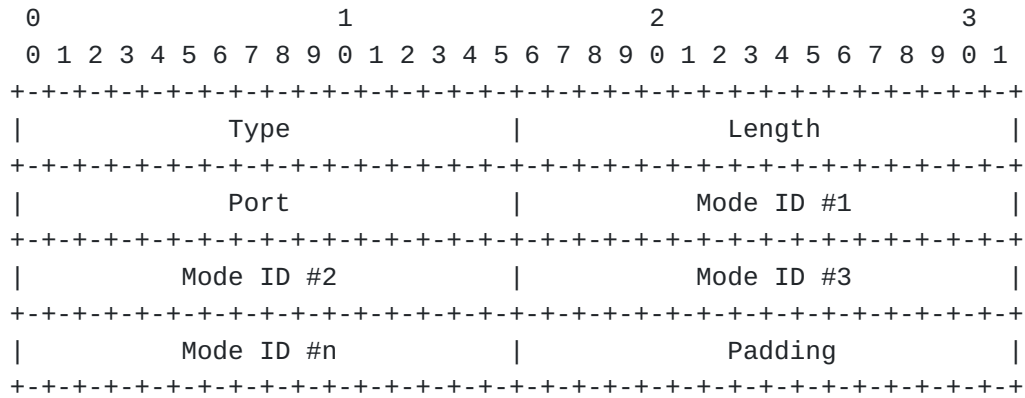 0                   1                   2                   3
0 1 2 3 4 5 6 7 8 9 0 1 2 3 4 5 6 7 8 9 0 1 2 3 4 5 6 7 8 9 0 1
+-+-+-+-+-+-+-+-+-+-+-+-+-+-+-+-+-+-+-+-+-+-+-+-+-+-+-+-+-+-+-+-+
|             Type              |             Length            |
+-+-+-+-+-+-+-+-+-+-+-+-+-+-+-+-+-+-+-+-+-+-+-+-+-+-+-+-+-+-+-+-+
|             Port              |           Mode ID #1          |
+-+-+-+-+-+-+-+-+-+-+-+-+-+-+-+-+-+-+-+-+-+-+-+-+-+-+-+-+-+-+-+-+
|          Mode ID #2           |           Mode ID #3          |
+-+-+-+-+-+-+-+-+-+-+-+-+-+-+-+-+-+-+-+-+-+-+-+-+-+-+-+-+-+-+-+-+
|          Mode ID #n           |             Padding           |
+-+-+-+-+-+-+-+-+-+-+-+-+-+-+-+-+-+-+-+-+-+-+-+-+-+-+-+-+-+-+-+-+